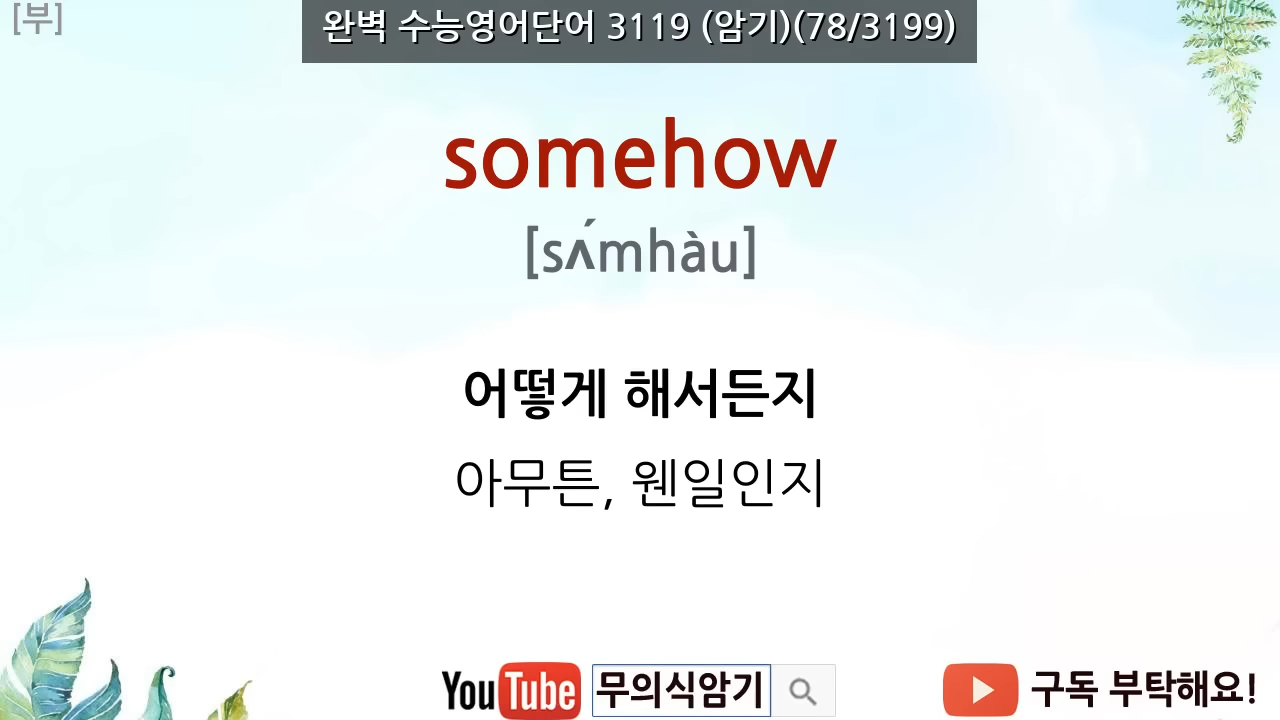 [부]
완벽 수능영어단어 3119 (암기)(78/3199)
somehow
[sʌ́mhàu]
어떻게 해서든지
아무튼, 웬일인지
YouTube 무의식암기 구독 부탁해요!